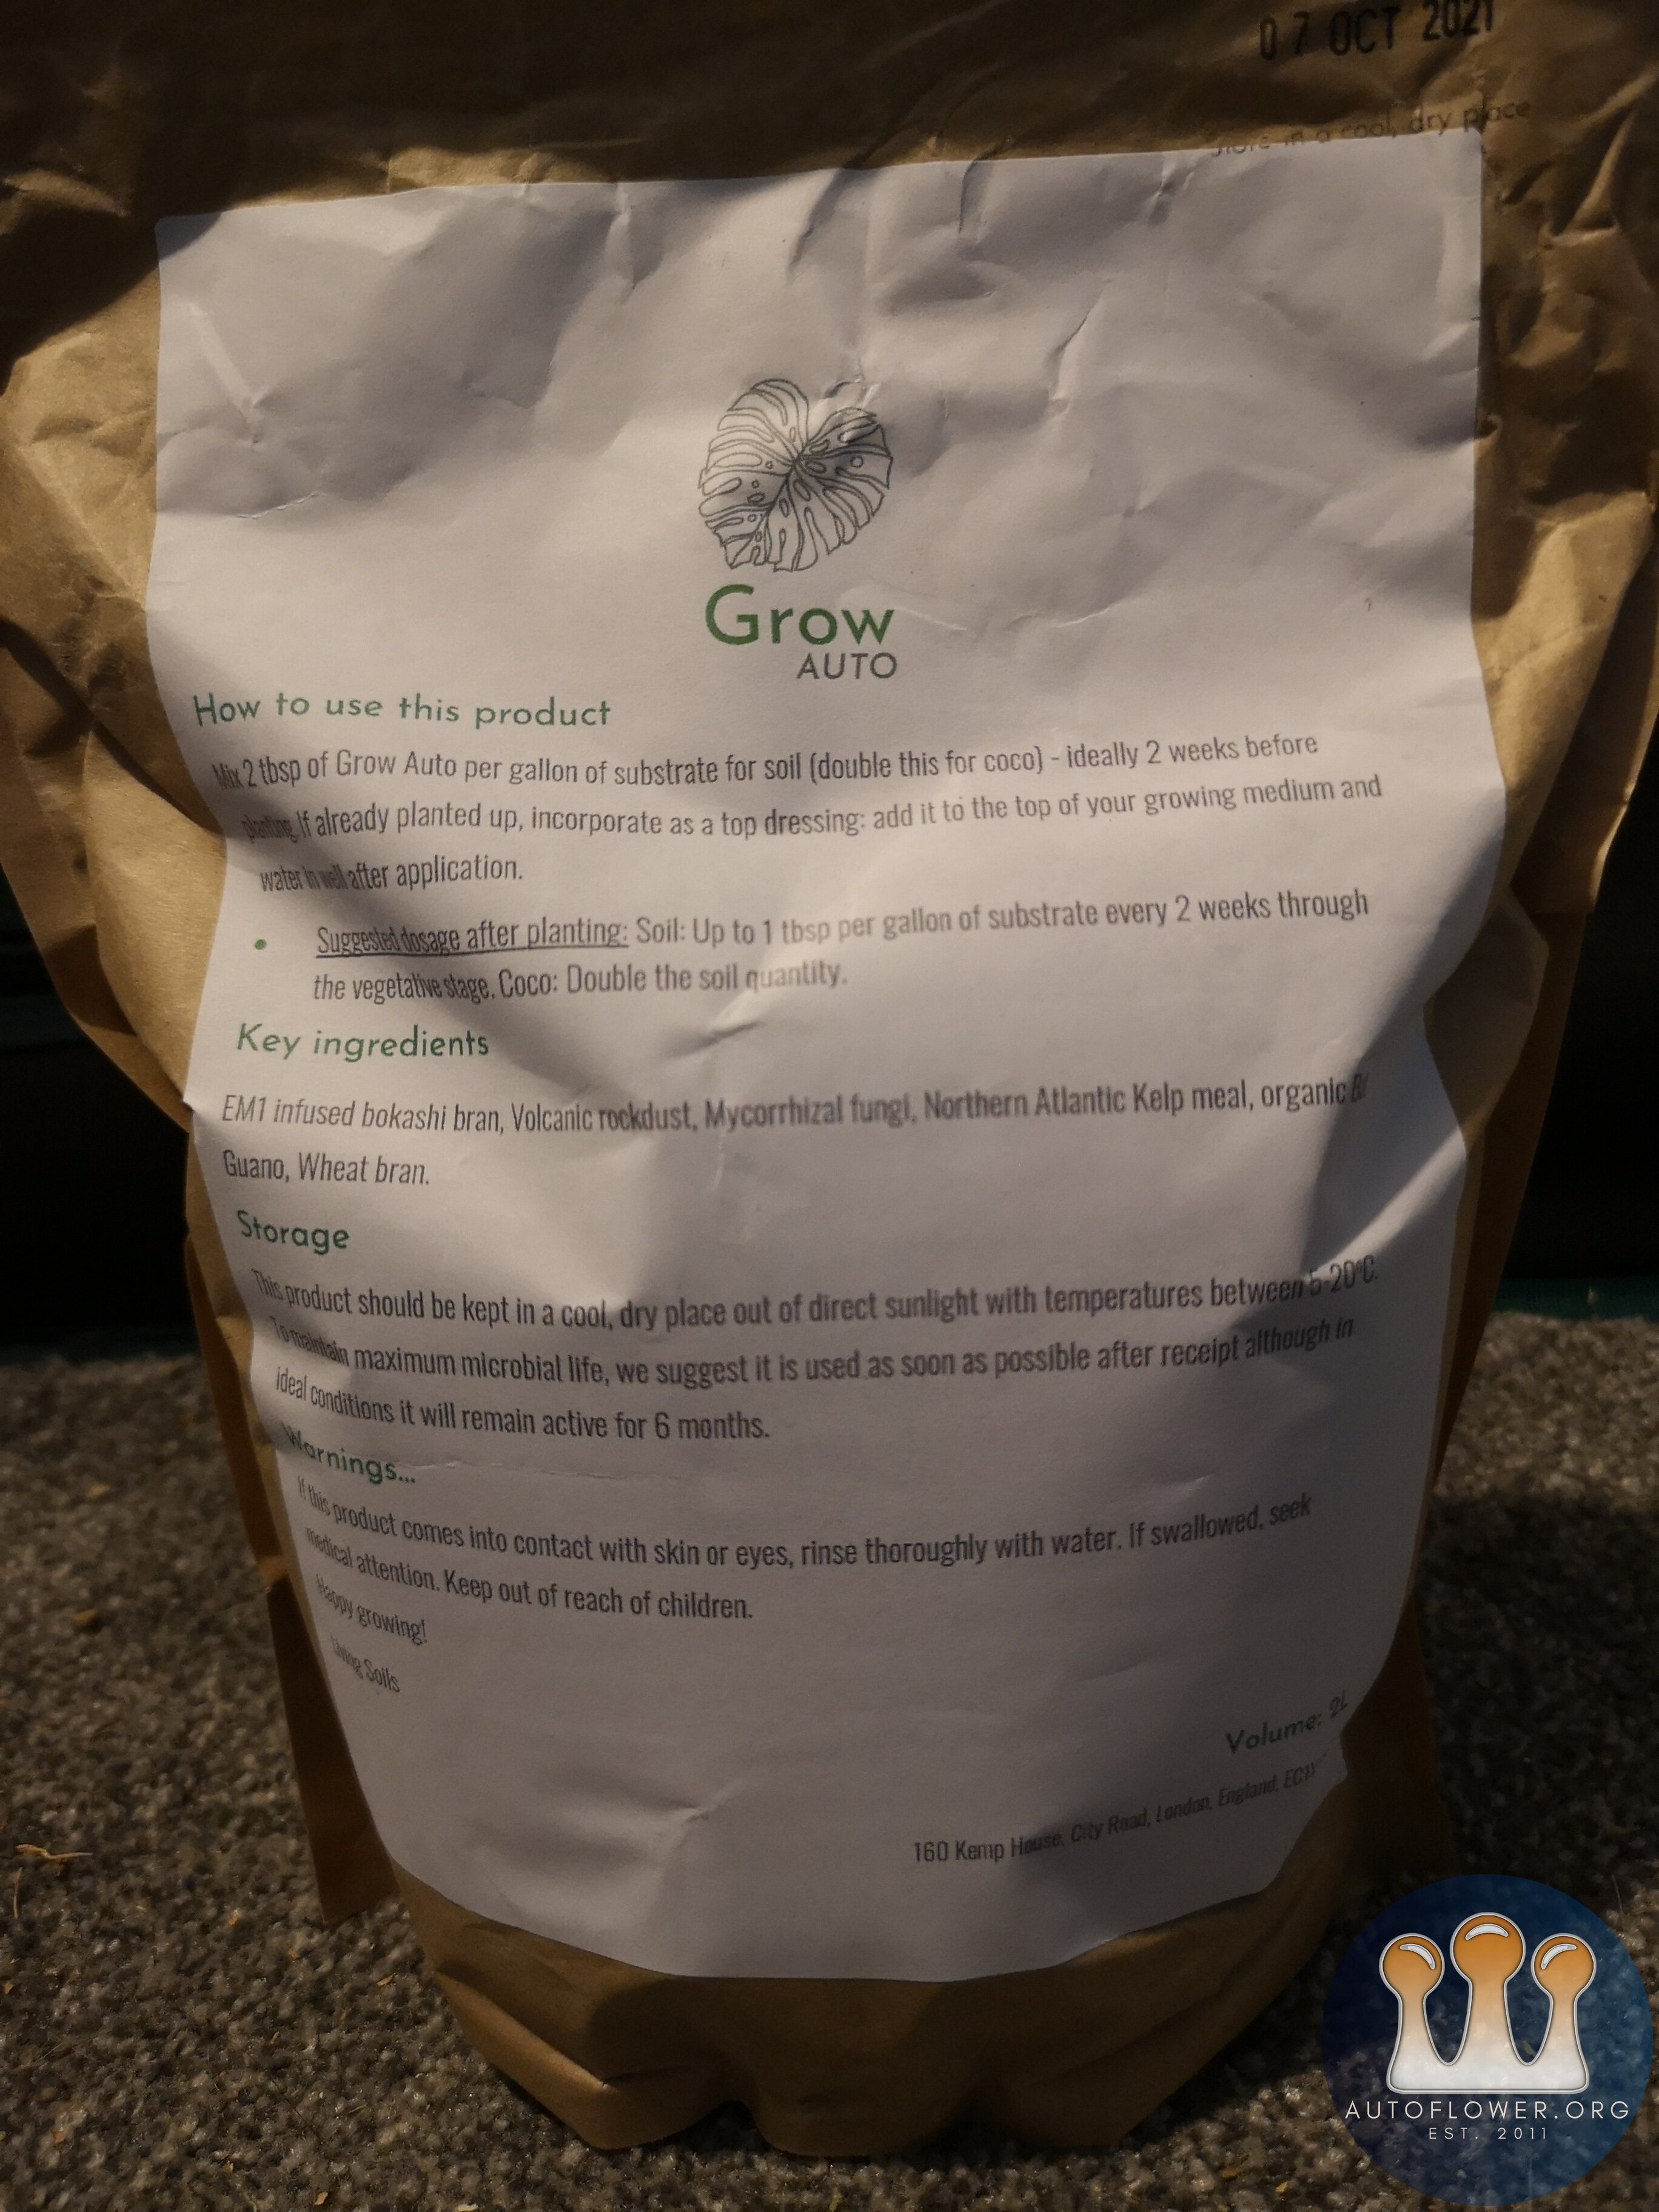 07 OCT 2021
Store in a cool, dry place
Grow
AUTO
How to use this product
Mix 2 tbsp of Grow Auto per gallon of substrate for soil (double this for coco) - ideally 2 weeks before
planting. If already planted up, incorporate as a top dressing: add it to the top of your growing medium and
water in well after application.
• Suggested dosage after planting: Soil: Up to 1 tbsp per gallon of substrate every 2 weeks through
the vegetative stage. Coco: Double the soil quantity.
Key ingredients
EM1 infused bokashi bran, Volcanic rockdust, Mycorrhizal fungi, Northern Atlantic Kelp meal, organic
Guano, Wheat bran.
Storage
This product should be kept in a cool, dry place out of direct sunlight with temperatures between 5-20°C.
To maintain maximum microbial life, we suggest it is used as soon as possible after receipt although in
ideal conditions it will remain active for 6 months.
Warnings...
If this product comes into contact with skin or eyes, rinse thoroughly with water. If swallowed, seek
medical attention. Keep out of reach of children.
Happy growing!
Living Soils
Volume: 2L
160 Kemp House, City Road, London, England,
AUTOFLOWER.ORG
EST. 2011